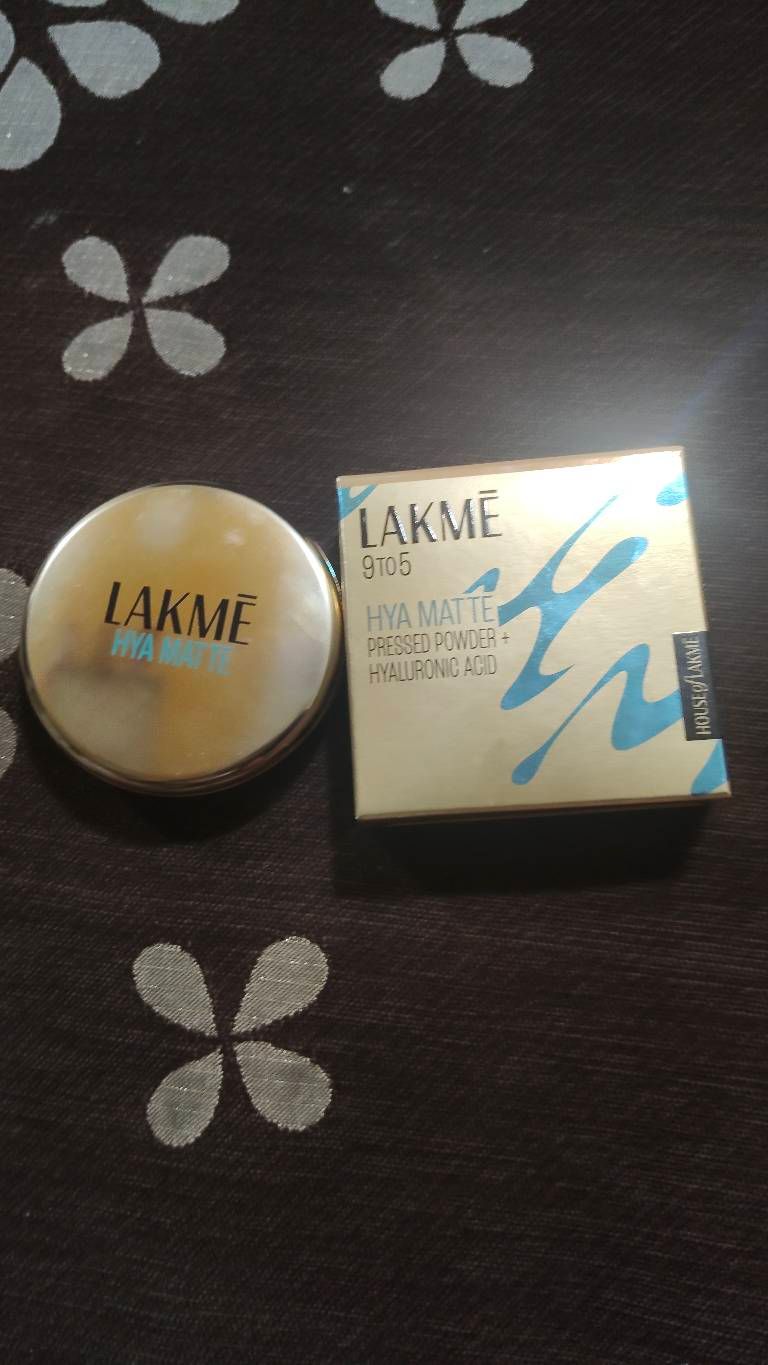 LAKMĒ
HYA MATTE
LAKMĒ
9TO5
HYA MATTE
PRESSED POWDER +
HYALURONIC ACID
HOUSE of LAKMĒ